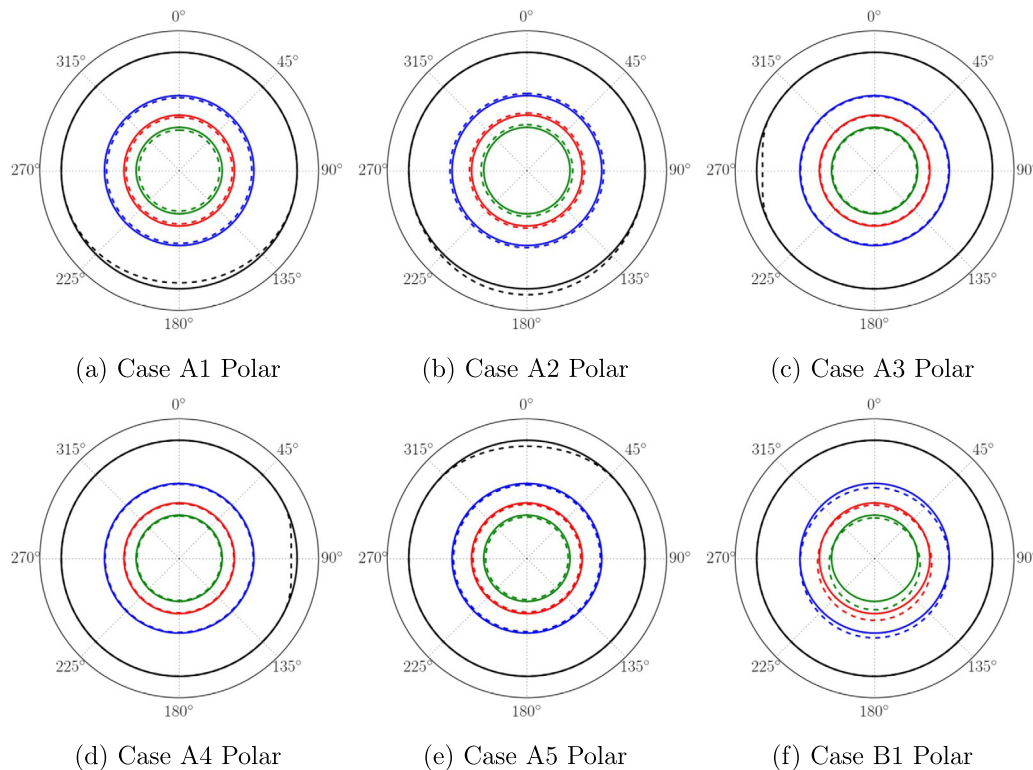 0° 0° 0°
315° 45° 315° 45° 315° 45°
270° 90° 270° 90° 270° 90°
225° 135° 225° 135° 225° 135°
180° 180° 180°
(a) Case A1 Polar (b) Case A2 Polar (c) Case A3 Polar
0° 0° 0°
315° 45° 315° 45° 315° 45°
270° 90° 270° 90° 270° 90°
225° 135° 225° 135° 225° 135°
180° 180° 180°
(d) Case A4 Polar (e) Case A5 Polar (f) Case B1 Polar